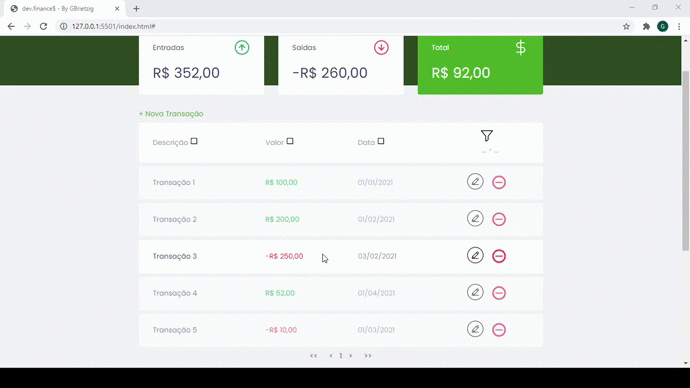 dev.finance$ - By GBrietzig
127.0.0.1:5501/index.html#
G
Entradas
R$ 352,00
Saídas
-R$ 260,00
Total
R$ 92,00
+ Nova Transação
Descrição Valor Data
-- - --
Transação 1 R$ 100,00 01/01/2021
Transação 2 R$ 200,00 01/02/2021
Transação 3 -R$ 250,00 03/02/2021
Transação 4 R$ 52,00 01/04/2021
Transação 5 -R$ 10,00 01/03/2021
<< < 1 > >>